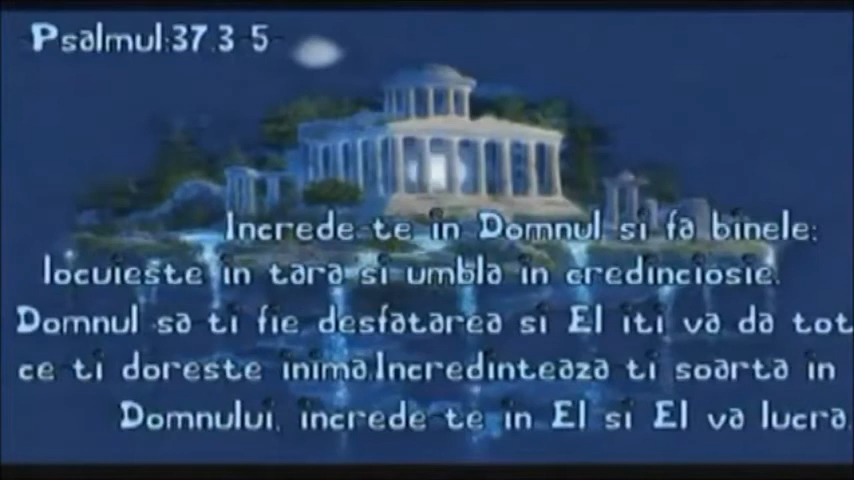 Psalmul:37.3-5
Increde-te in Domnul si fa binele;
locuieste in tara si umbla in credinciosie.
Domnul sa ti fie desfatarea si El iti va da tot
ce ti doreste inima.Incredinteaza ti soarta in
Domnului, increde-te in El si El va lucra.